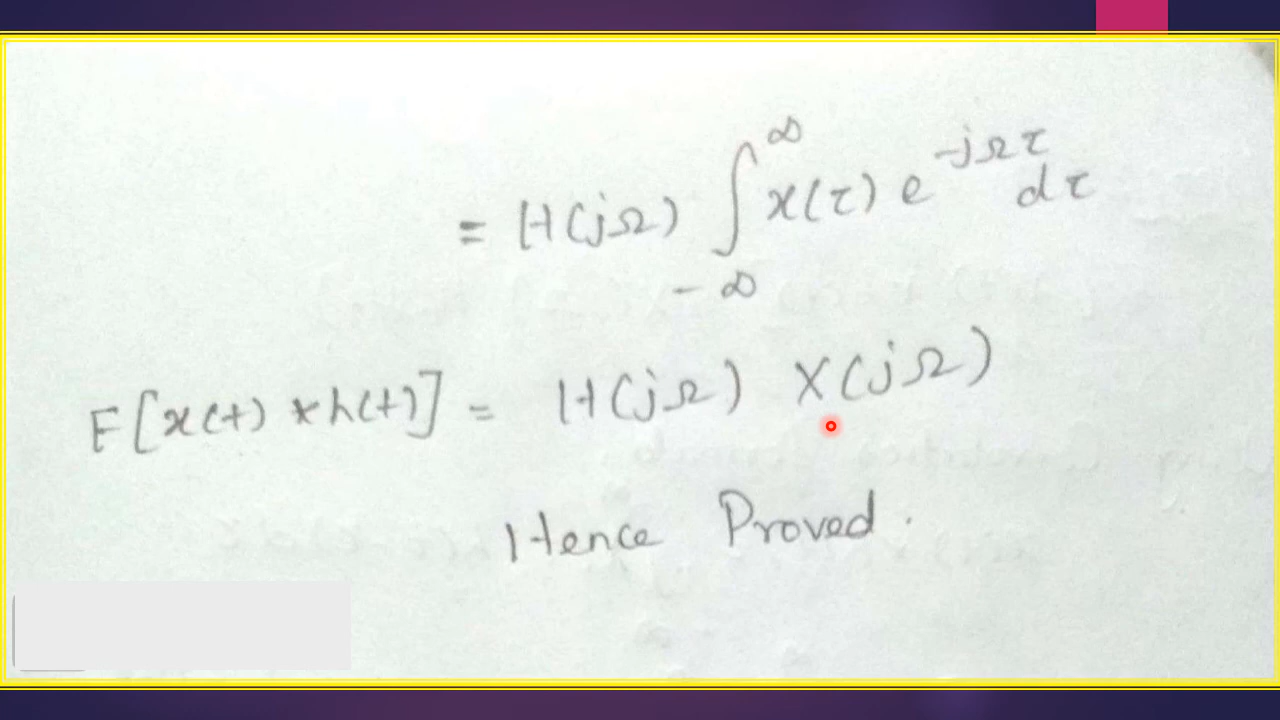 = H(jΩ) ∫_{-∞}^{∞} x(τ) e^{-jΩτ} dτ
F[x(t) * h(t)] = H(jΩ) X(jΩ)
Hence Proved.